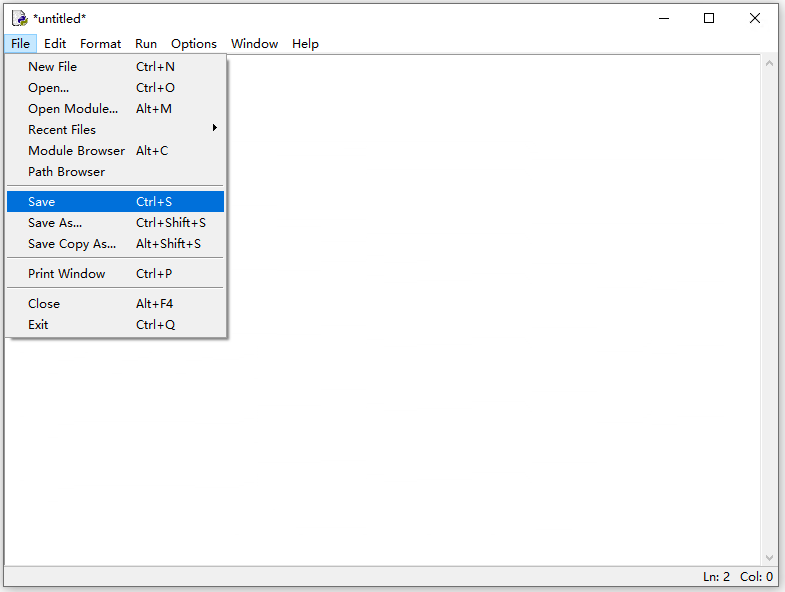 *untitled*
File Edit Format Run Options Window Help
New File Ctrl+N
Open... Ctrl+O
Open Module... Alt+M
Recent Files
Module Browser Alt+C
Path Browser
Save Ctrl+S
Save As... Ctrl+Shift+S
Save Copy As... Alt+Shift+S
Print Window Ctrl+P
Close Alt+F4
Exit Ctrl+Q
Ln: 2 Col: 0